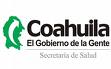 Coahuila
El Gobierno de la Gente
Secretaría de Salud